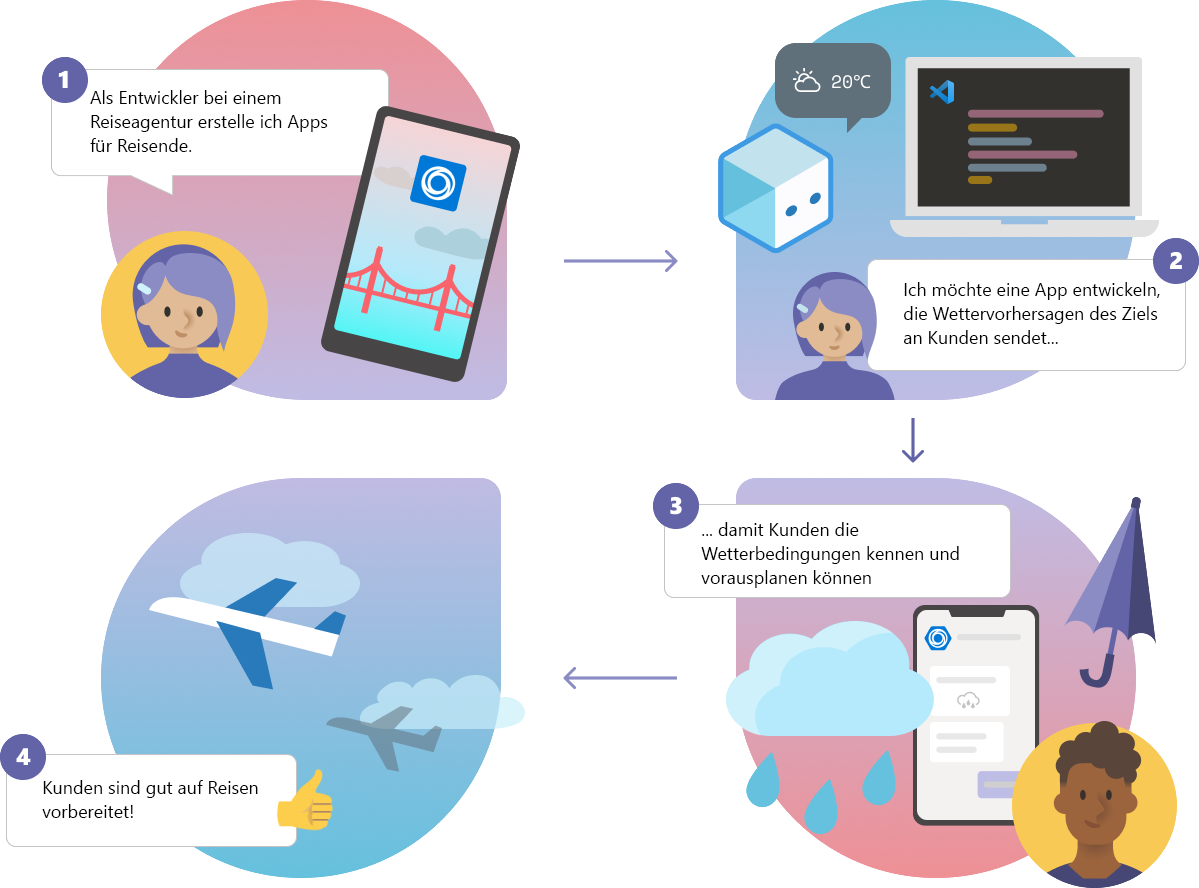 1
Als Entwickler bei einem
Reiseagentur erstelle ich Apps
für Reisende.
20°C
2
Ich möchte eine App entwickeln,
die Wettervorhersagen des Ziels
an Kunden sendet...
3
... damit Kunden die
Wetterbedingungen kennen und
vorausplanen können
4
Kunden sind gut auf Reisen
vorbereitet!